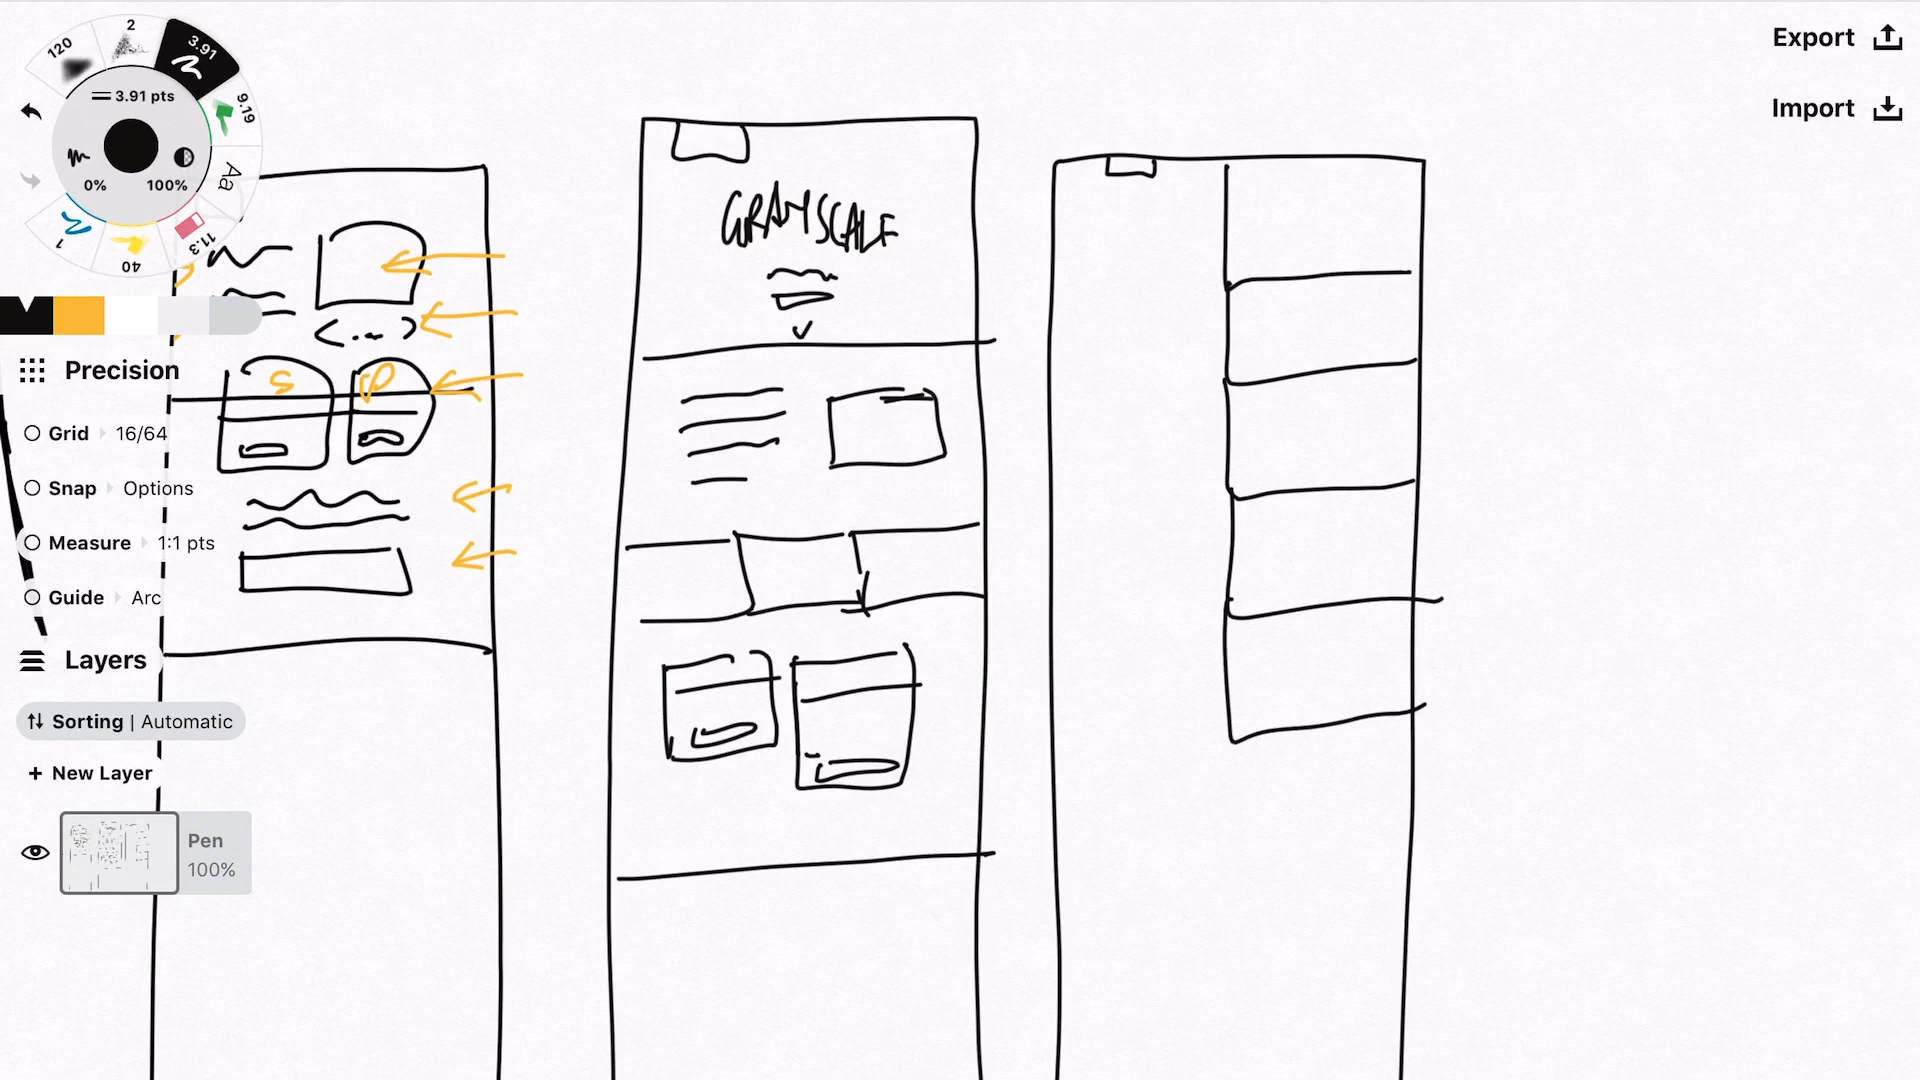 2
120
3.91
3.91 pts
9.19
0%
100%
Aa
1
40
11.3
Export
Import
Precision
Grid 16/64
Snap Options
Measure 1:1 pts
Guide Arc
Layers
Sorting | Automatic
+ New Layer
Pen
100%
S
P
GRAYSCALE